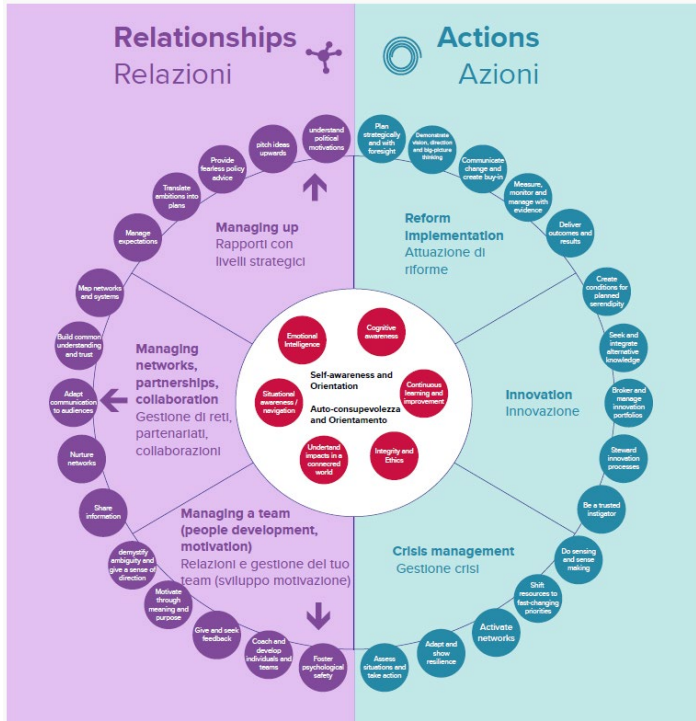 Relationships
Relazioni
Actions
Azioni
understand
political
motivations
pitch ideas
upwards
Provide
fearless policy
advice
Translate
ambitions into
plans
Manage
expectations
Managing up
Rapporti con
livelli strategici
Map networks
and systems
Build common
understanding
and trust
Adapt
communication
to audiences
Nurture
networks
Share
information
Managing
networks,
partnerships,
collaboration
Gestione di reti,
partenariati,
collaborazioni
Managing a team
(people development,
motivation)
Relazioni e gestione del tuo
team (sviluppo motivazione)
demystify
ambiguity and
give a sense of
direction
Motivate
through
meaning and
purpose
Give and seek
feedback
Coach and
develop
individuals and
teams
Foster
psychological
safety
Plan
strategically
and with
foresight
Demonstrate
vision, direction
and big-picture
thinking
Communicate
change and
create buy-in
Measure,
monitor and
manage with
evidence
Deliver
outcomes and
results
Reform
Implementation
Attuazione di
riforme
Create
conditions for
planned
serendipity
Seek and
integrate
alternative
knowledge
Broker and
manage
innovation
portfolios
Steward
innovation
processes
Be a trusted
instigator
Innovation
Innovazione
Crisis management
Gestione crisi
Do sensing
and sense
making
Shift
resources to
fast-changing
priorities
Activate
networks
Adapt and
show
resilience
Assess
situations and
take action
Emotional
Intelligence
Cognitive
awareness
Situational
awareness /
navigation
Self-awareness and
Orientation
Auto-consupevolezza
and Orientamento
Continuous
learning and
improvement
Undertand
impacts in a
connecred
world
Integrity and
Ethics